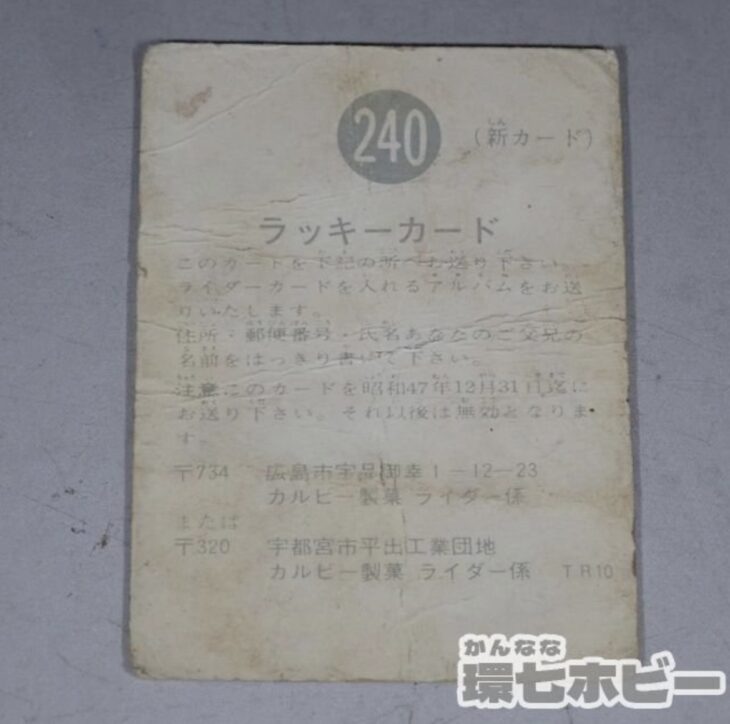 240
(新カード)
しん
ラッキーカード
このカードを下記の所へお送り下さい。
ライダーカードを入れるアルバムをお送
りいたします。
住所・郵便番号・氏名あなたのご父兄の
名前をはっきり書いて下さい。
注意このカードを昭和47年12月31日迄に
お送り下さい。それ以後は無効となりま
す。
〒734 広島市宇品御幸1-12-23
カルビー製菓 ライダー係
または
〒320 宇都宮市平出工業団地
カルビー製菓 ライダー係 TR10
かんなな
環七ホビー